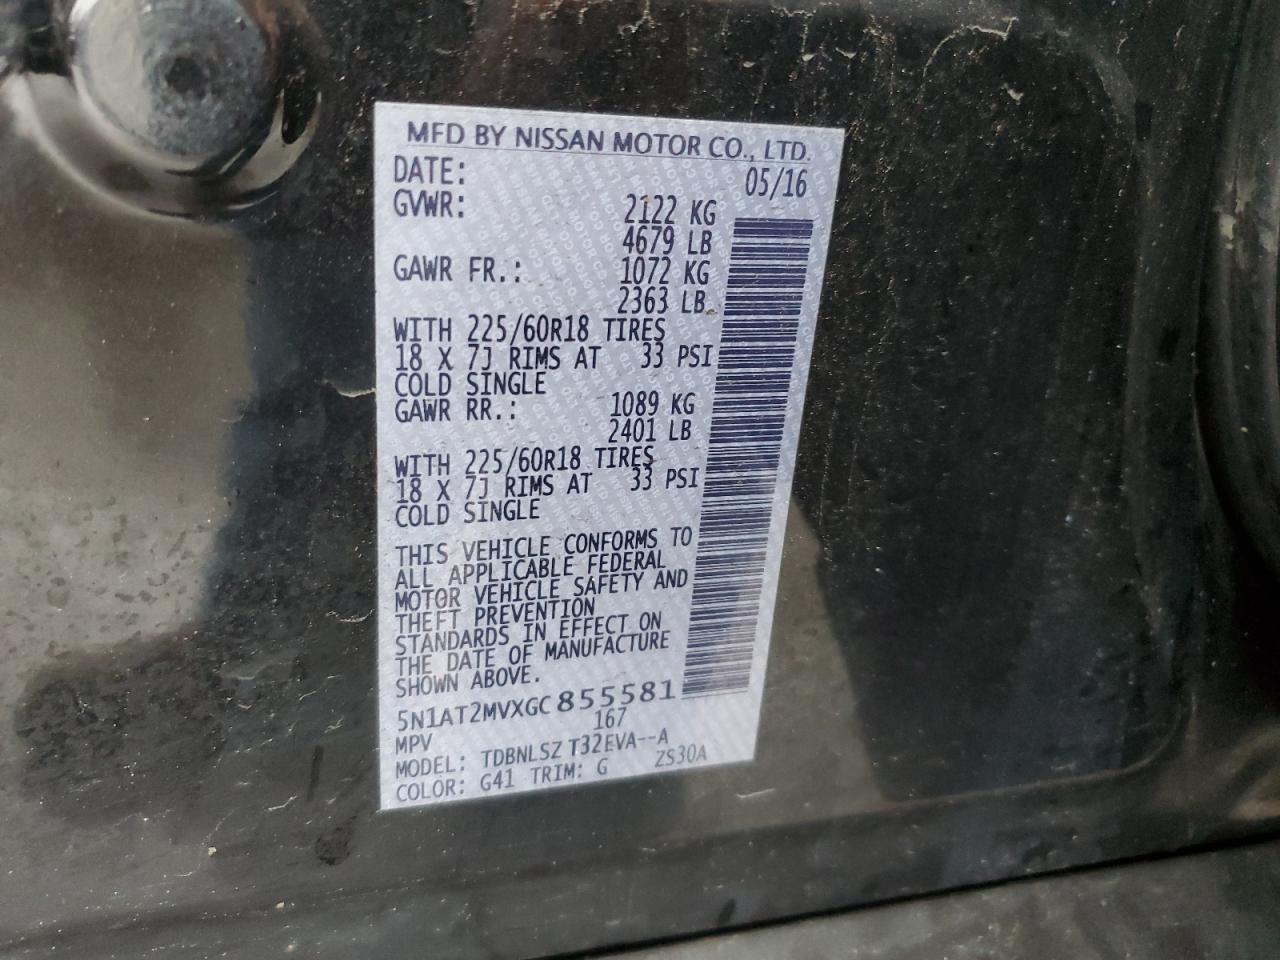 MFD BY NISSAN MOTOR CO., LTD.
DATE: 05/16
GVWR: 2122 KG
4679 LB
GAWR FR.: 1072 KG
2363 LB
WITH 225/60R18 TIRES
18 X 7J RIMS AT 33 PSI
COLD SINGLE
GAWR RR.: 1089 KG
2401 LB
WITH 225/60R18 TIRES
18 X 7J RIMS AT 33 PSI
COLD SINGLE
THIS VEHICLE CONFORMS TO
ALL APPLICABLE FEDERAL
MOTOR VEHICLE SAFETY AND
THEFT PREVENTION
STANDARDS IN EFFECT ON
THE DATE OF MANUFACTURE
SHOWN ABOVE.
5N1AT2MVXGC855581
MPV 167
MODEL: TDBNLSZ T32EVA--A
COLOR: G41 TRIM: G ZS30A